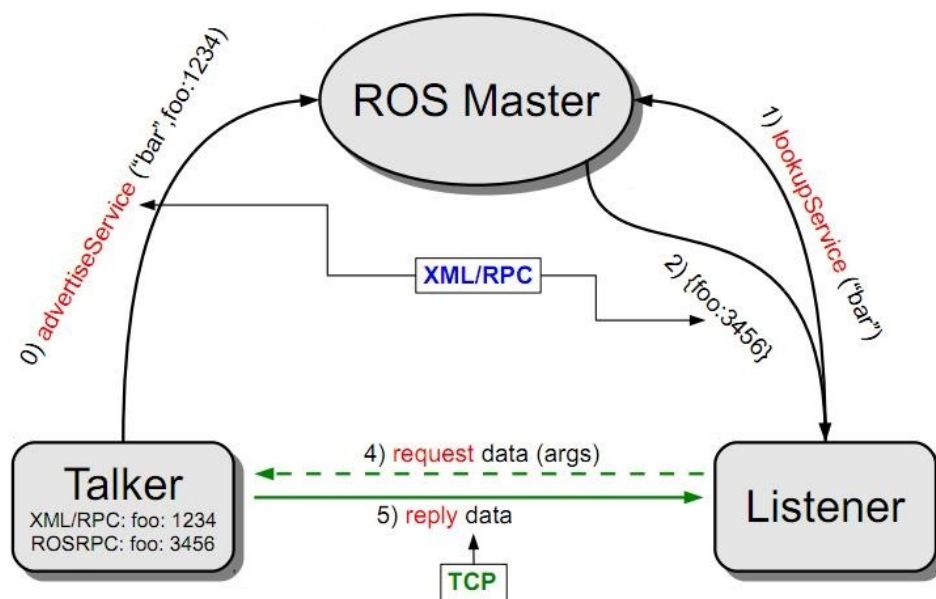 ROS Master
0) advertiseService ("bar",foo:1234)
1) lookupService ("bar")
XML/RPC
2) {foo:3456}
4) request data (args)
Talker
XML/RPC: foo: 1234
ROSRPC: foo: 3456
5) reply data
Listener
TCP